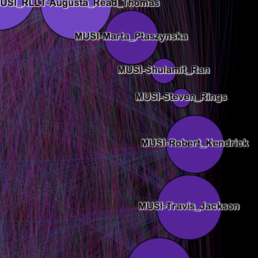 MUSI_RLLT-Augusta_Read_Thomas
MUSI-Marta_Ptaszynska
MUSI-Shulamit_Ran
MUSI-Steven_Rings
MUSI-Robert_Kendrick
MUSI-Travis_Jackson